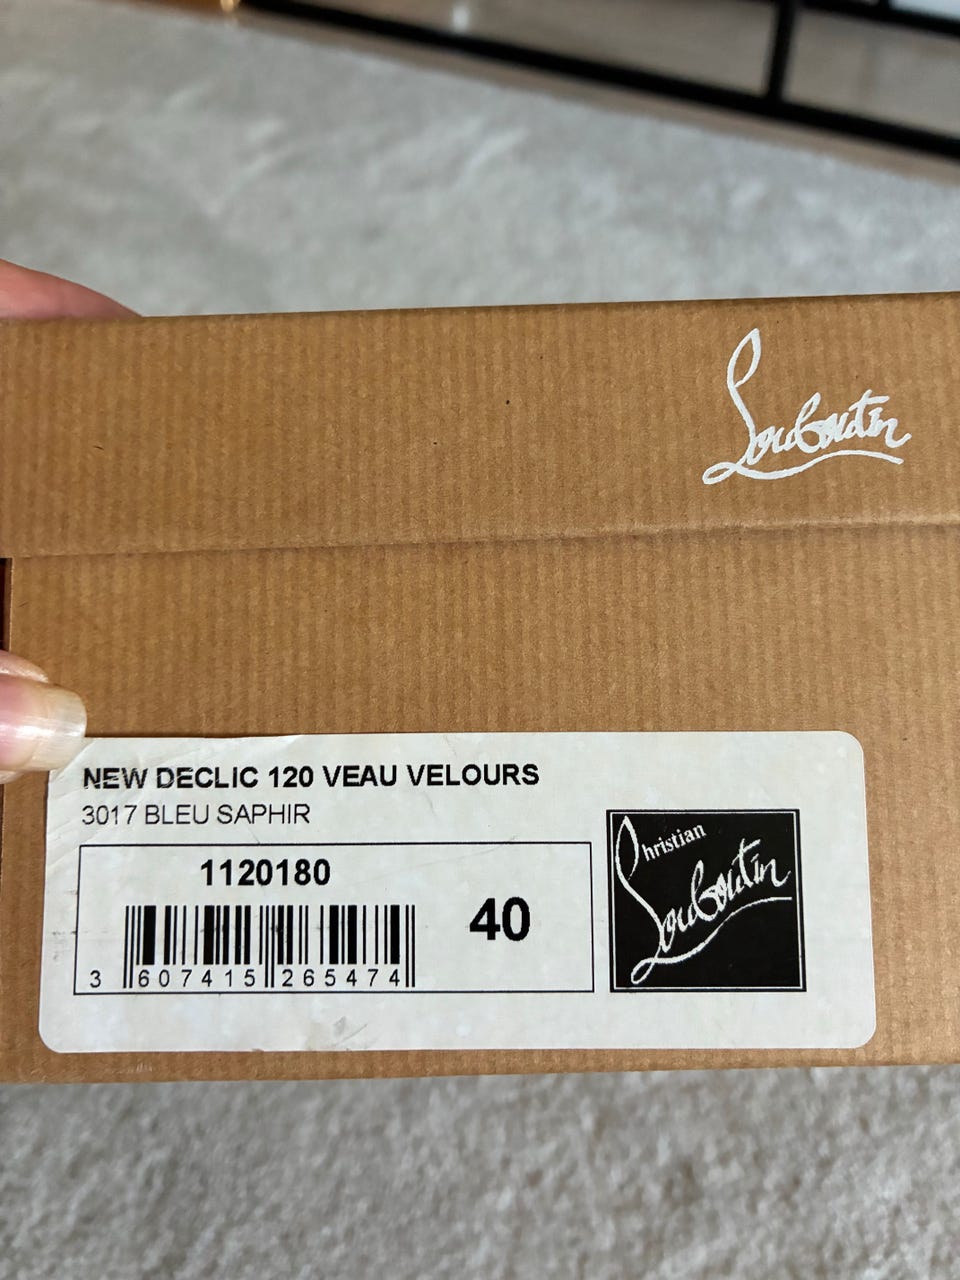 Louboutin
NEW DECLIC 120 VEAU VELOURS
3017 BLEU SAPHIR
1120180
40
3 607415 265474
Christian
Louboutin